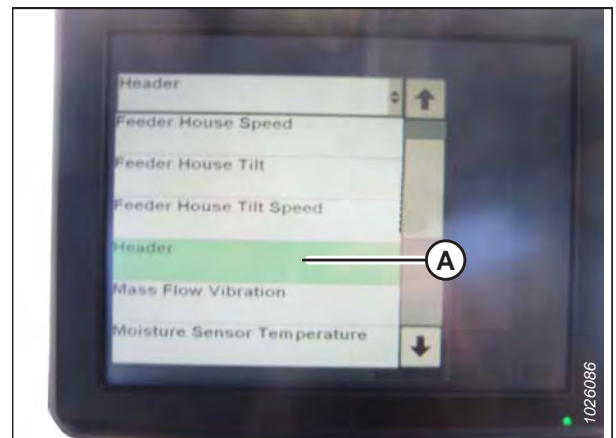 Header
Feeder House Speed
Feeder House Tilt
Feeder House Tilt Speed
Header
A
Mass Flow Vibration
Moisture Sensor Temperature
1026086